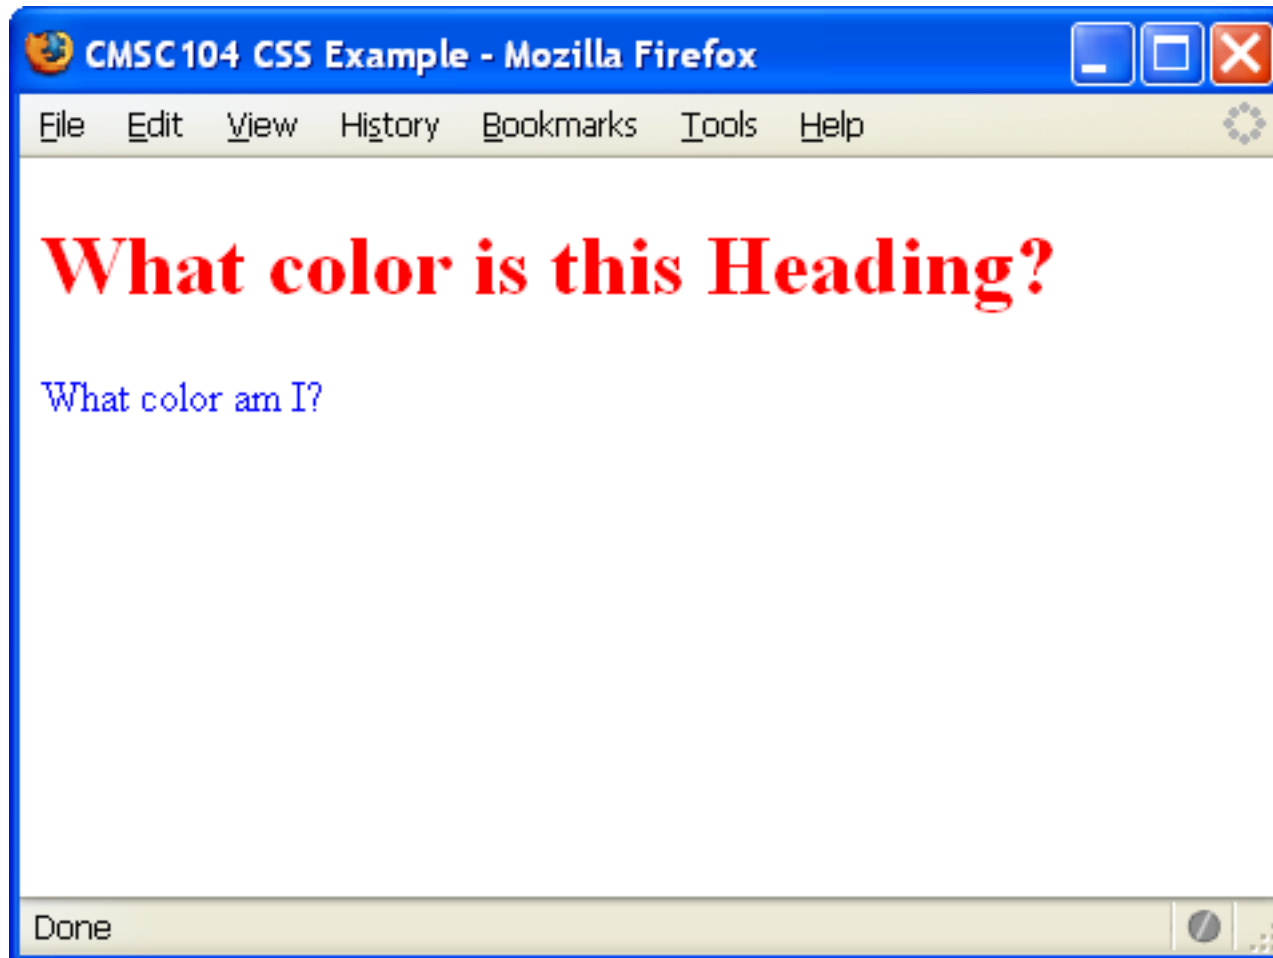 CMSC104 CSS Example - Mozilla Firefox
File Edit View History Bookmarks Tools Help
What color is this Heading?
What color am I?
Done